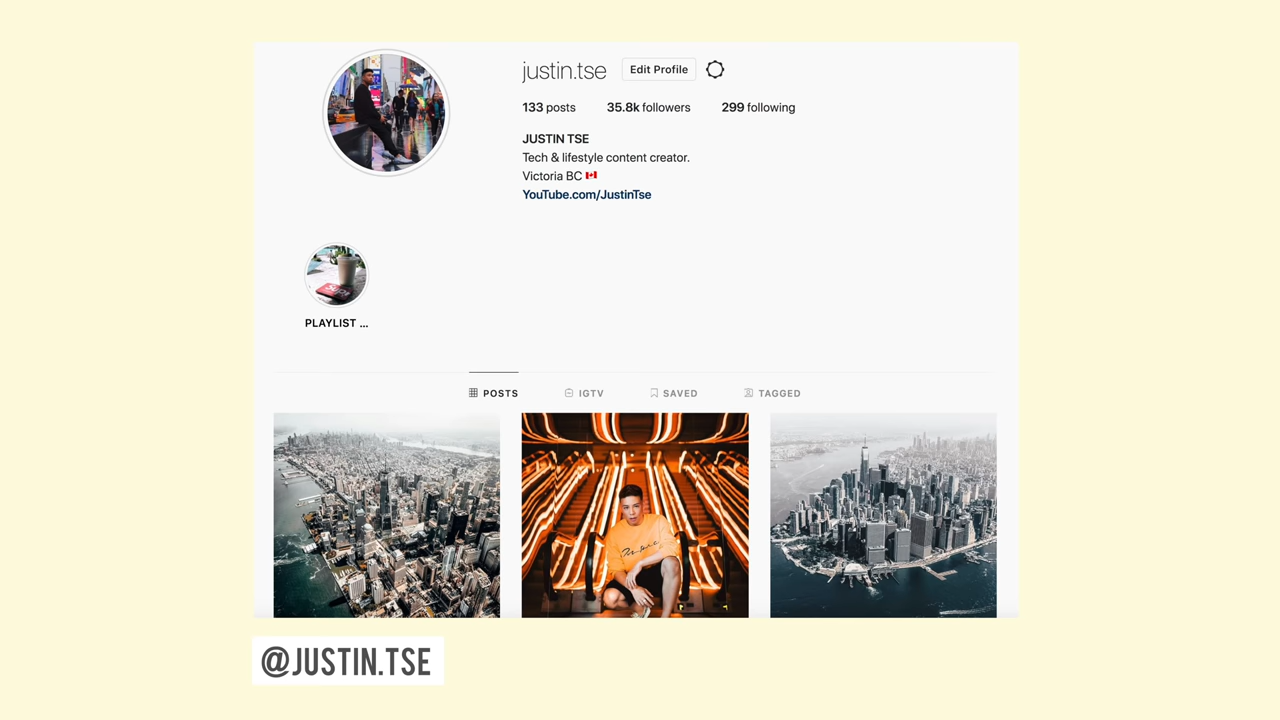 justin.tse Edit Profile
133 posts 35.8k followers 299 following
JUSTIN TSE
Tech & lifestyle content creator.
Victoria BC 🇨🇦
YouTube.com/JustinTse
PLAYLIST ...
POSTS IGTV SAVED TAGGED
@JUSTIN.TSE